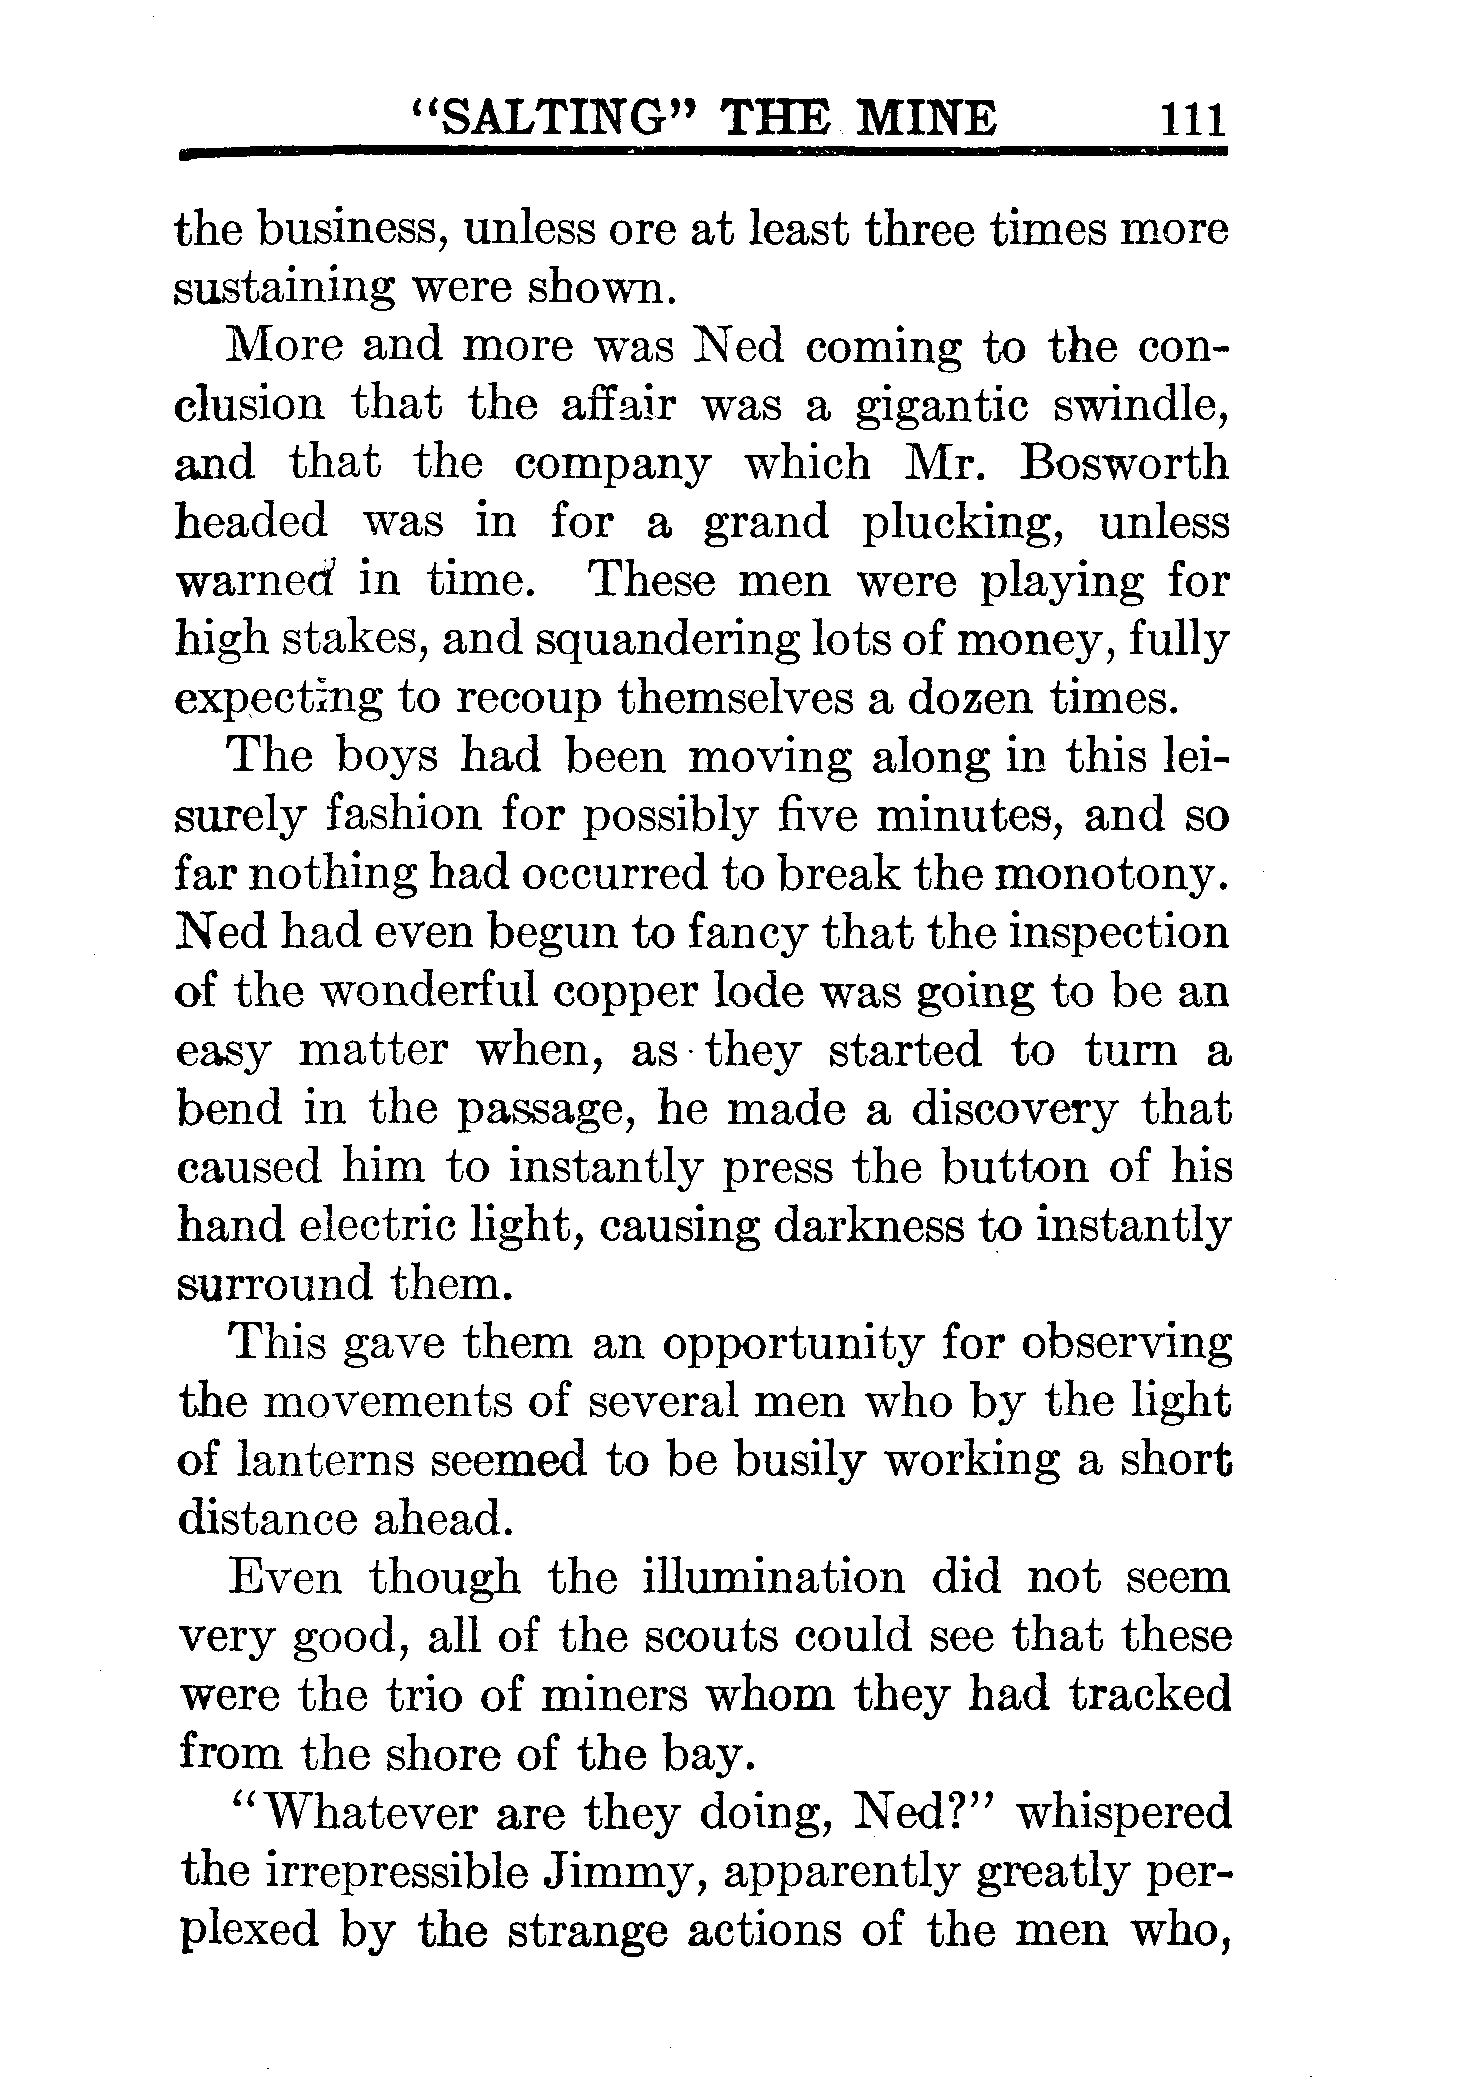 “SALTING” THE MINE 111
the business, unless ore at least three times more
sustaining were shown.
More and more was Ned coming to the con-
clusion that the affair was a gigantic swindle,
and that the company which Mr. Bosworth
headed was in for a grand plucking, unless
warned in time. These men were playing for
high stakes, and squandering lots of money, fully
expecting to recoup themselves a dozen times.
The boys had been moving along in this lei-
surely fashion for possibly five minutes, and so
far nothing had occurred to break the monotony.
Ned had even begun to fancy that the inspection
of the wonderful copper lode was going to be an
easy matter when, as they started to turn a
bend in the passage, he made a discovery that
caused him to instantly press the button of his
hand electric light, causing darkness to instantly
surround them.
This gave them an opportunity for observing
the movements of several men who by the light
of lanterns seemed to be busily working a short
distance ahead.
Even though the illumination did not seem
very good, all of the scouts could see that these
were the trio of miners whom they had tracked
from the shore of the bay.
“Whatever are they doing, Ned?” whispered
the irrepressible Jimmy, apparently greatly per-
plexed by the strange actions of the men who,